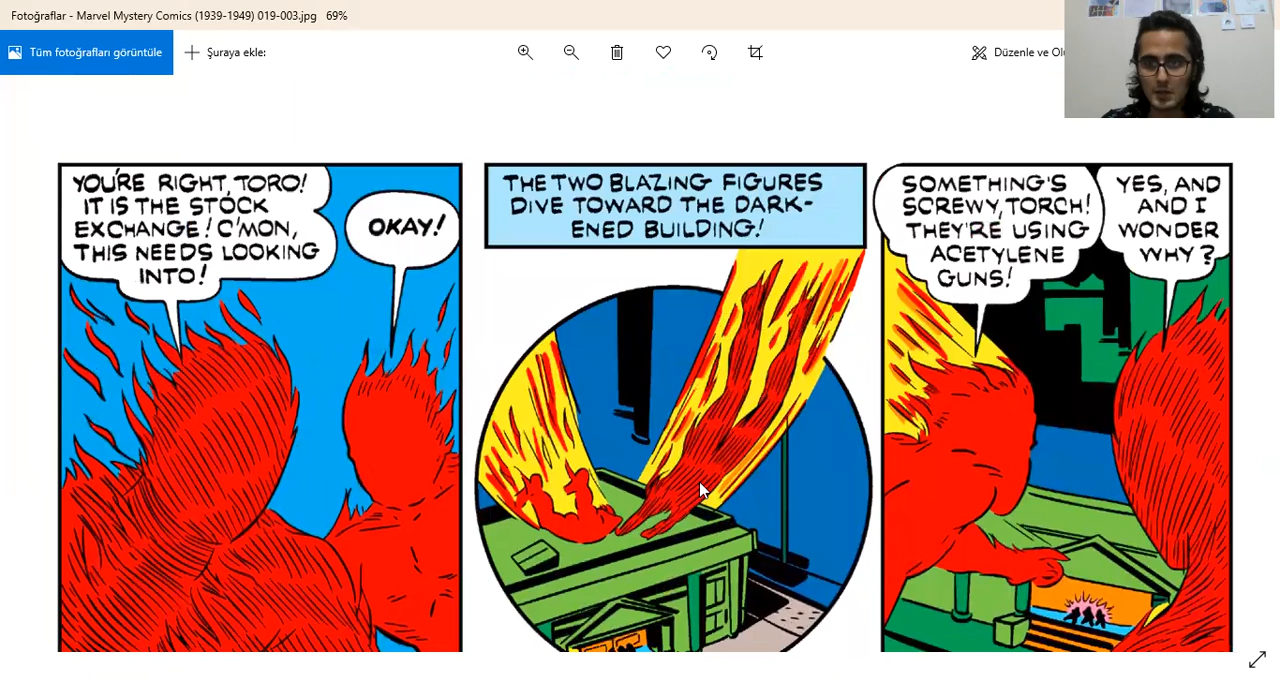 Fotoğraflar - Marvel Mystery Comics (1939-1949) 019-003.jpg   69%
Tüm fotoğrafları görüntüle
Şuraya ekle:
Düzenle ve Ol
YOU'RE RIGHT, TORO!
IT IS THE STOCK
EXCHANGE! C'MON,
THIS NEEDS LOOKING
INTO!
OKAY!
THE TWO BLAZING FIGURES
DIVE TOWARD THE DARK-
ENED BUILDING!
SOMETHING'S
SCREWY, TORCH!
THEY'RE USING
ACETYLENE
GUNS!
YES, AND
AND I
WONDER
WHY?